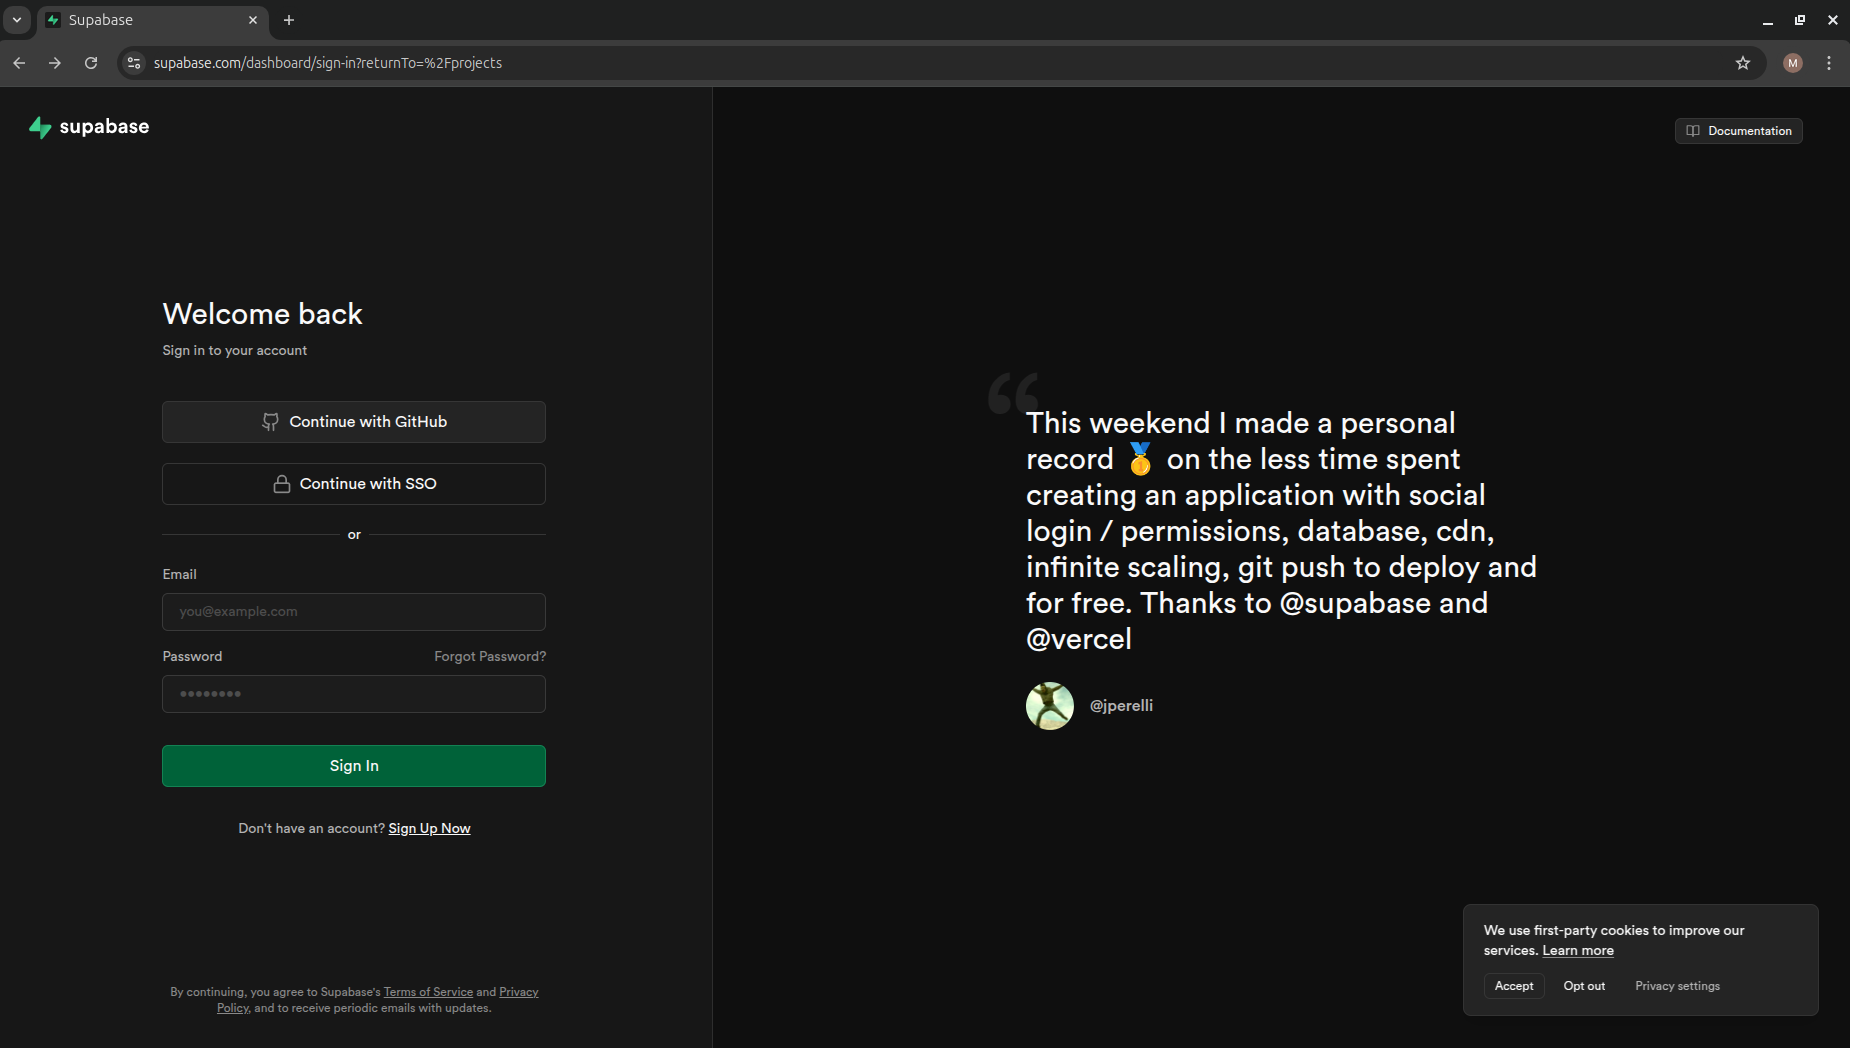 Supabase
supabase.com/dashboard/sign-in?returnTo=%2Fprojects
M
supabase
Documentation
Welcome back
Sign in to your account
Continue with GitHub
Continue with SSO
or
Email
you@example.com
Password
Forgot Password?
Sign In
Don't have an account? Sign Up Now
By continuing, you agree to Supabase's Terms of Service and Privacy
Policy, and to receive periodic emails with updates.
“
This weekend I made a personal
record 🥇 on the less time spent
creating an application with social
login / permissions, database, cdn,
infinite scaling, git push to deploy and
for free. Thanks to @supabase and
@vercel
@jperelli
We use first-party cookies to improve our
services. Learn more
Accept
Opt out
Privacy settings